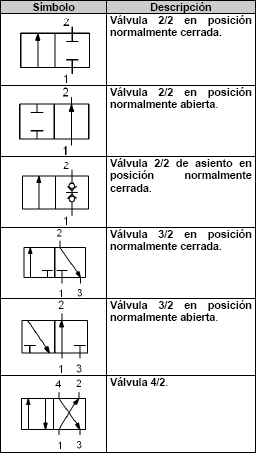 Símbolo Descripción
2
1
Válvula 2/2 en posición
normalmente cerrada.
2
1
Válvula 2/2 en posición
normalmente abierta.
2
1
Válvula 2/2 de asiento en
posición normalmente
cerrada.
2
1 3
Válvula 3/2 en posición
normalmente cerrada.
2
1 3
Válvula 3/2 en posición
normalmente abierta.
4 2
1 3
Válvula 4/2.